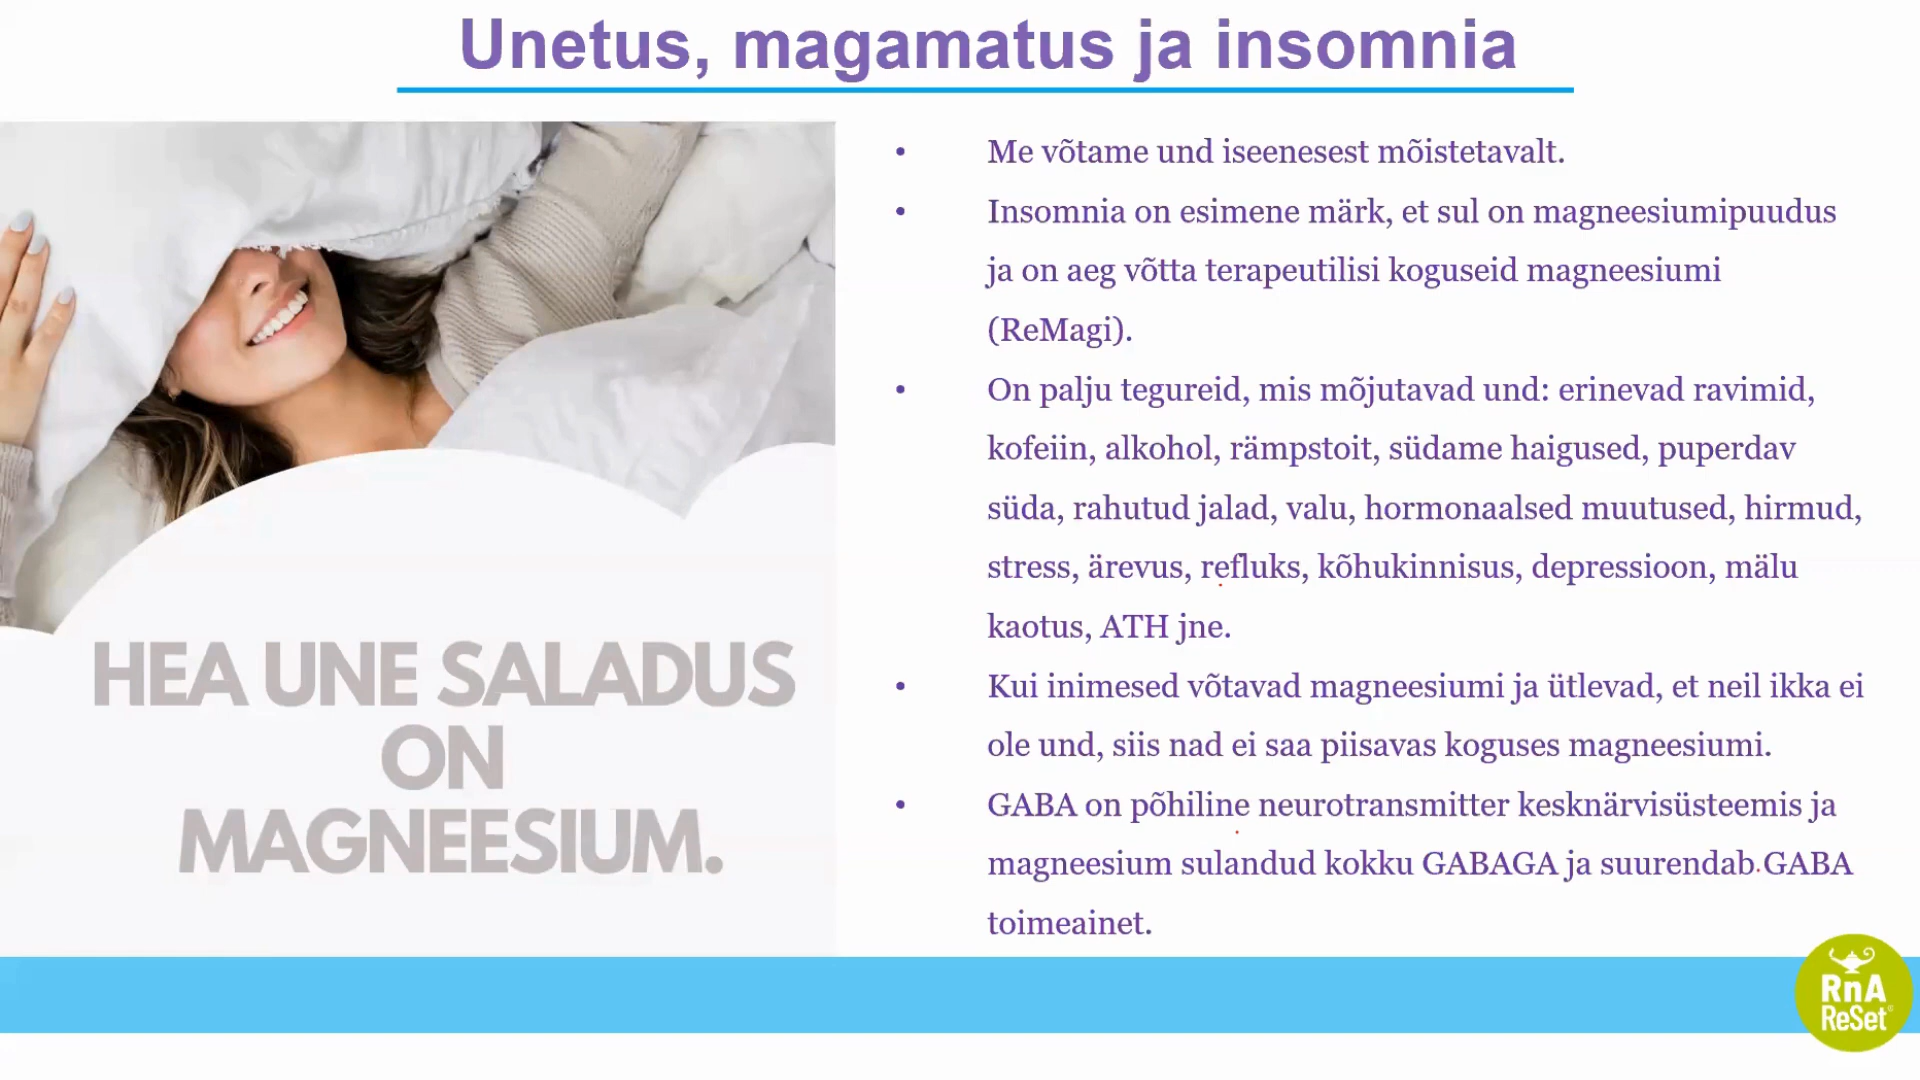 Unetus, magamatus ja insomnia
HEA UNE SALADUS
ON
MAGNEESIUM.
• Me võtame und iseenesest mõistetavalt.
• Insomnia on esimene märk, et sul on magneesiumipuudus
ja on aeg võtta terapeutilisi koguseid magneesiumi
(ReMagi).
• On palju tegureid, mis mõjutavad und: erinevad ravimid,
kofeiin, alkohol, rämpstoit, südame haigused, puperdav
süda, rahutud jalad, valu, hormonaalsed muutused, hirmud,
stress, ärevus, refluks, kõhukinnisus, depressioon, mälu
kaotus, ATH jne.
• Kui inimesed võtavad magneesiumi ja ütlevad, et neil ikka ei
ole und, siis nad ei saa piisavas koguses magneesiumi.
• GABA on põhiline neurotransmitter kesknärvisüsteemis ja
magneesium sulandud kokku GABAGA ja suurendab GABA
toimeainet.
RnA
ReSet©